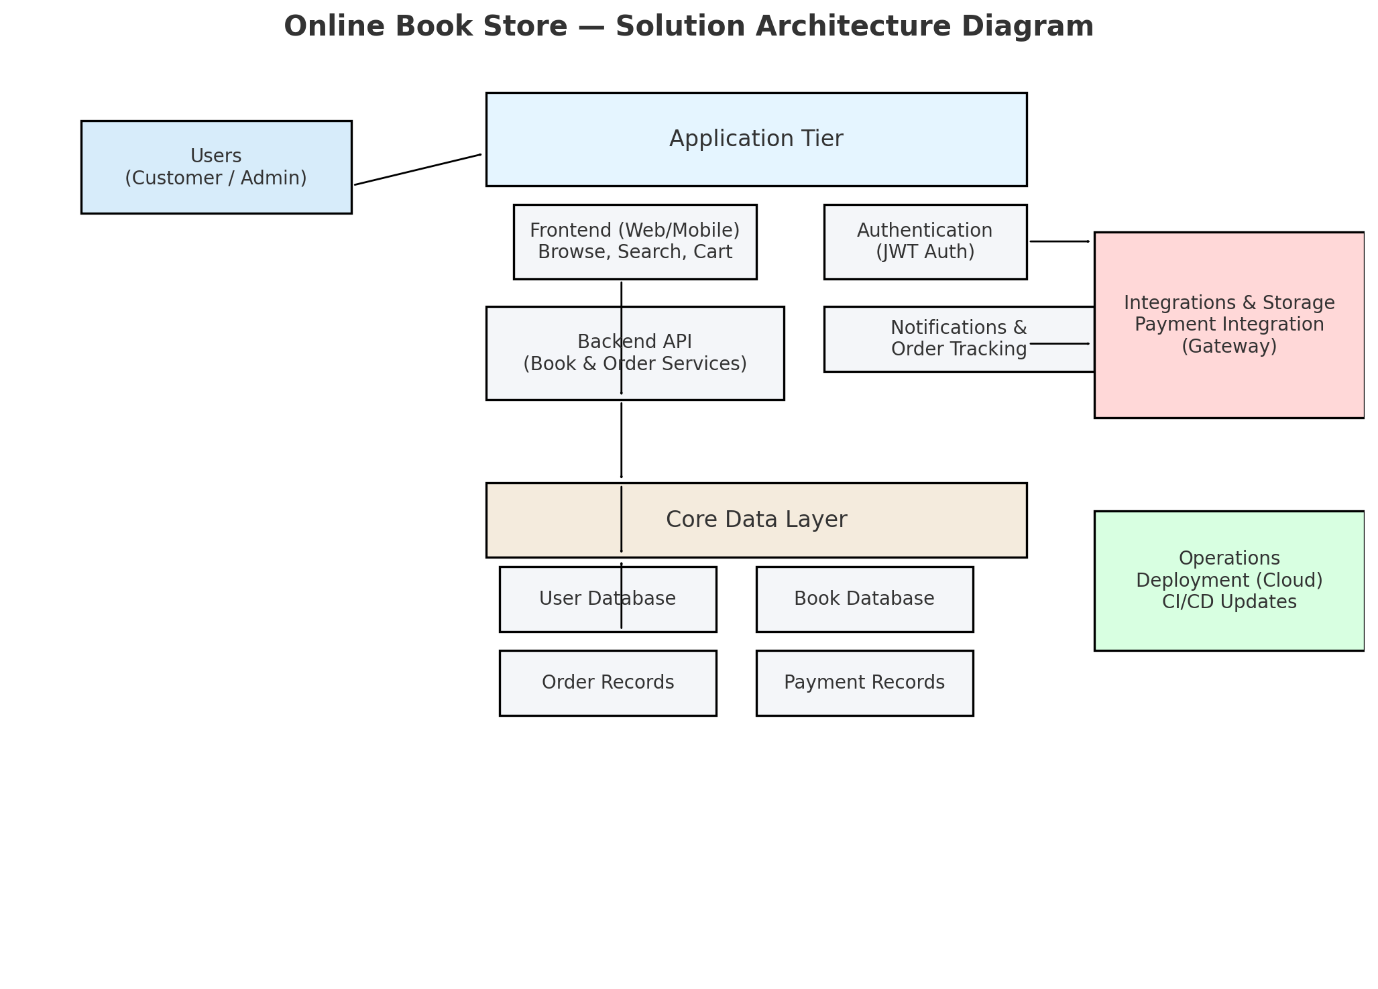 Online Book Store — Solution Architecture Diagram
Application Tier
Users
(Customer / Admin)
Frontend (Web/Mobile)
Browse, Search, Cart
Authentication
(JWT Auth)
Backend API
(Book & Order Services)
Notifications &
Order Tracking
Integrations & Storage
Payment Integration
(Gateway)
Core Data Layer
Operations
Deployment (Cloud)
CI/CD Updates
User Database
Book Database
Order Records
Payment Records